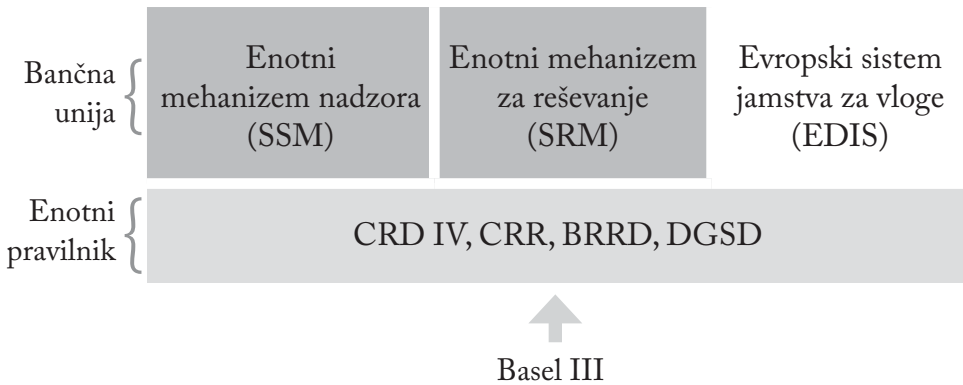 Bančna
unija
Enotni
mehanizem nadzora
(SSM)
Enotni mehanizem
za reševanje
(SRM)
Evropski sistem
jamstva za vloge
(EDIS)
Enotni
pravilnik
CRD IV, CRR, BRRD, DGSD
Basel III